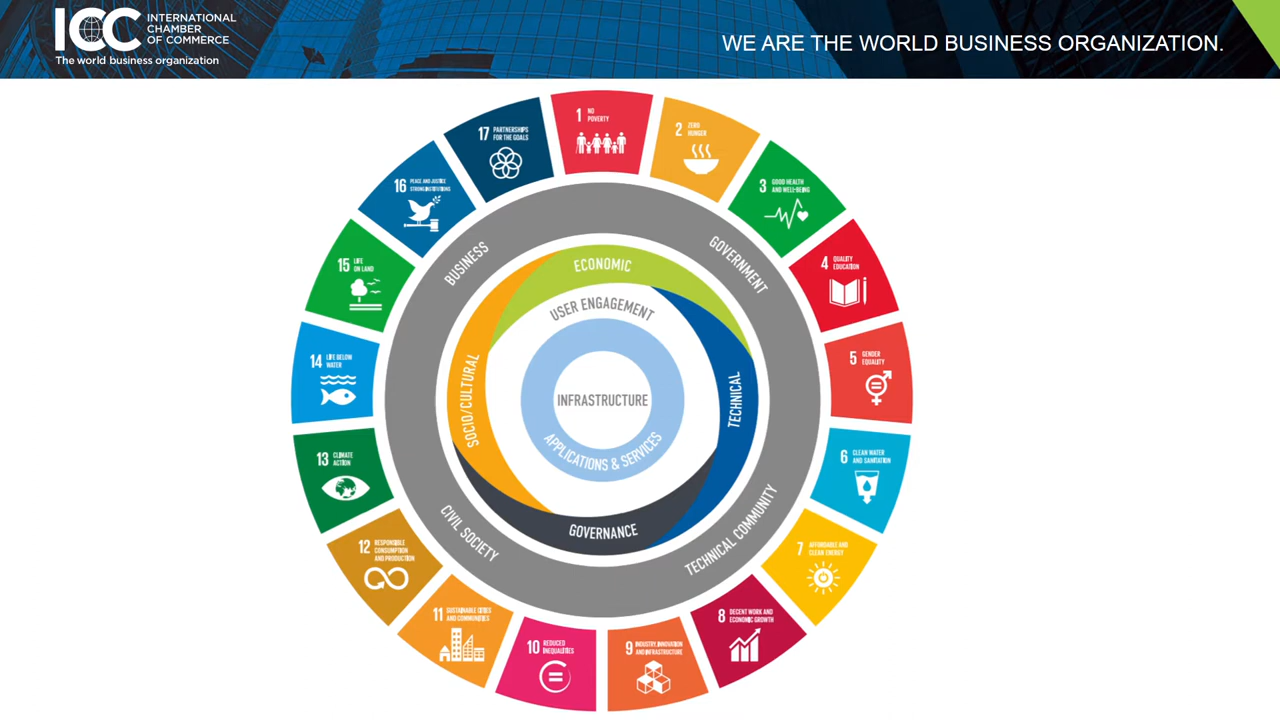 ICC INTERNATIONAL
CHAMBER
OF COMMERCE
The world business organization
WE ARE THE WORLD BUSINESS ORGANIZATION.
1 NO
POVERTY
2 ZERO
HUNGER
3 GOOD HEALTH
AND WELL-BEING
4 QUALITY
EDUCATION
5 GENDER
EQUALITY
6 CLEAN WATER
AND SANITATION
7 AFFORDABLE AND
CLEAN ENERGY
8 DECENT WORK AND
ECONOMIC GROWTH
9 INDUSTRY, INNOVATION
AND INFRASTRUCTURE
10 REDUCED
INEQUALITIES
11 SUSTAINABLE CITIES
AND COMMUNITIES
12 RESPONSIBLE
CONSUMPTION
AND PRODUCTION
13 CLIMATE
ACTION
14 LIFE BELOW
WATER
15 LIFE
ON LAND
16 PEACE AND JUSTICE
STRONG INSTITUTIONS
17 PARTNERSHIPS
FOR THE GOALS
BUSINESS
GOVERNMENT
TECHNICAL COMMUNITY
CIVIL SOCIETY
ECONOMIC
TECHNICAL
GOVERNANCE
SOCIO/CULTURAL
USER ENGAGEMENT
INFRASTRUCTURE
APPLICATIONS & SERVICES